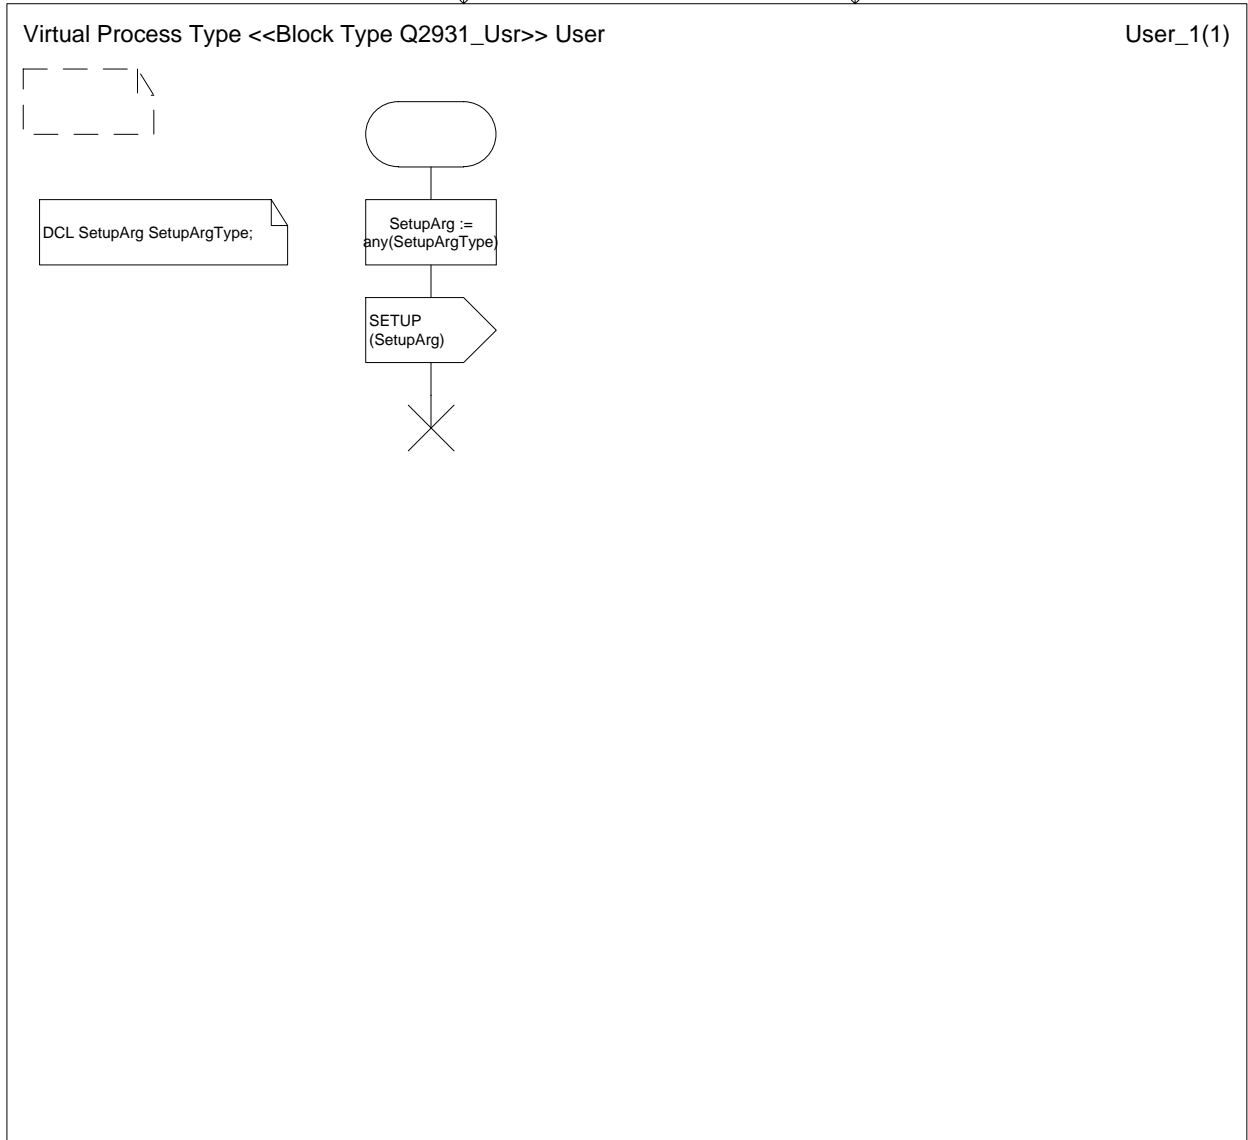 Virtual Process Type <<Block Type Q2931_Usr>> User
User_1(1)
DCL SetupArg SetupArgType;
SetupArg :=
any(SetupArgType)
SETUP
(SetupArg)